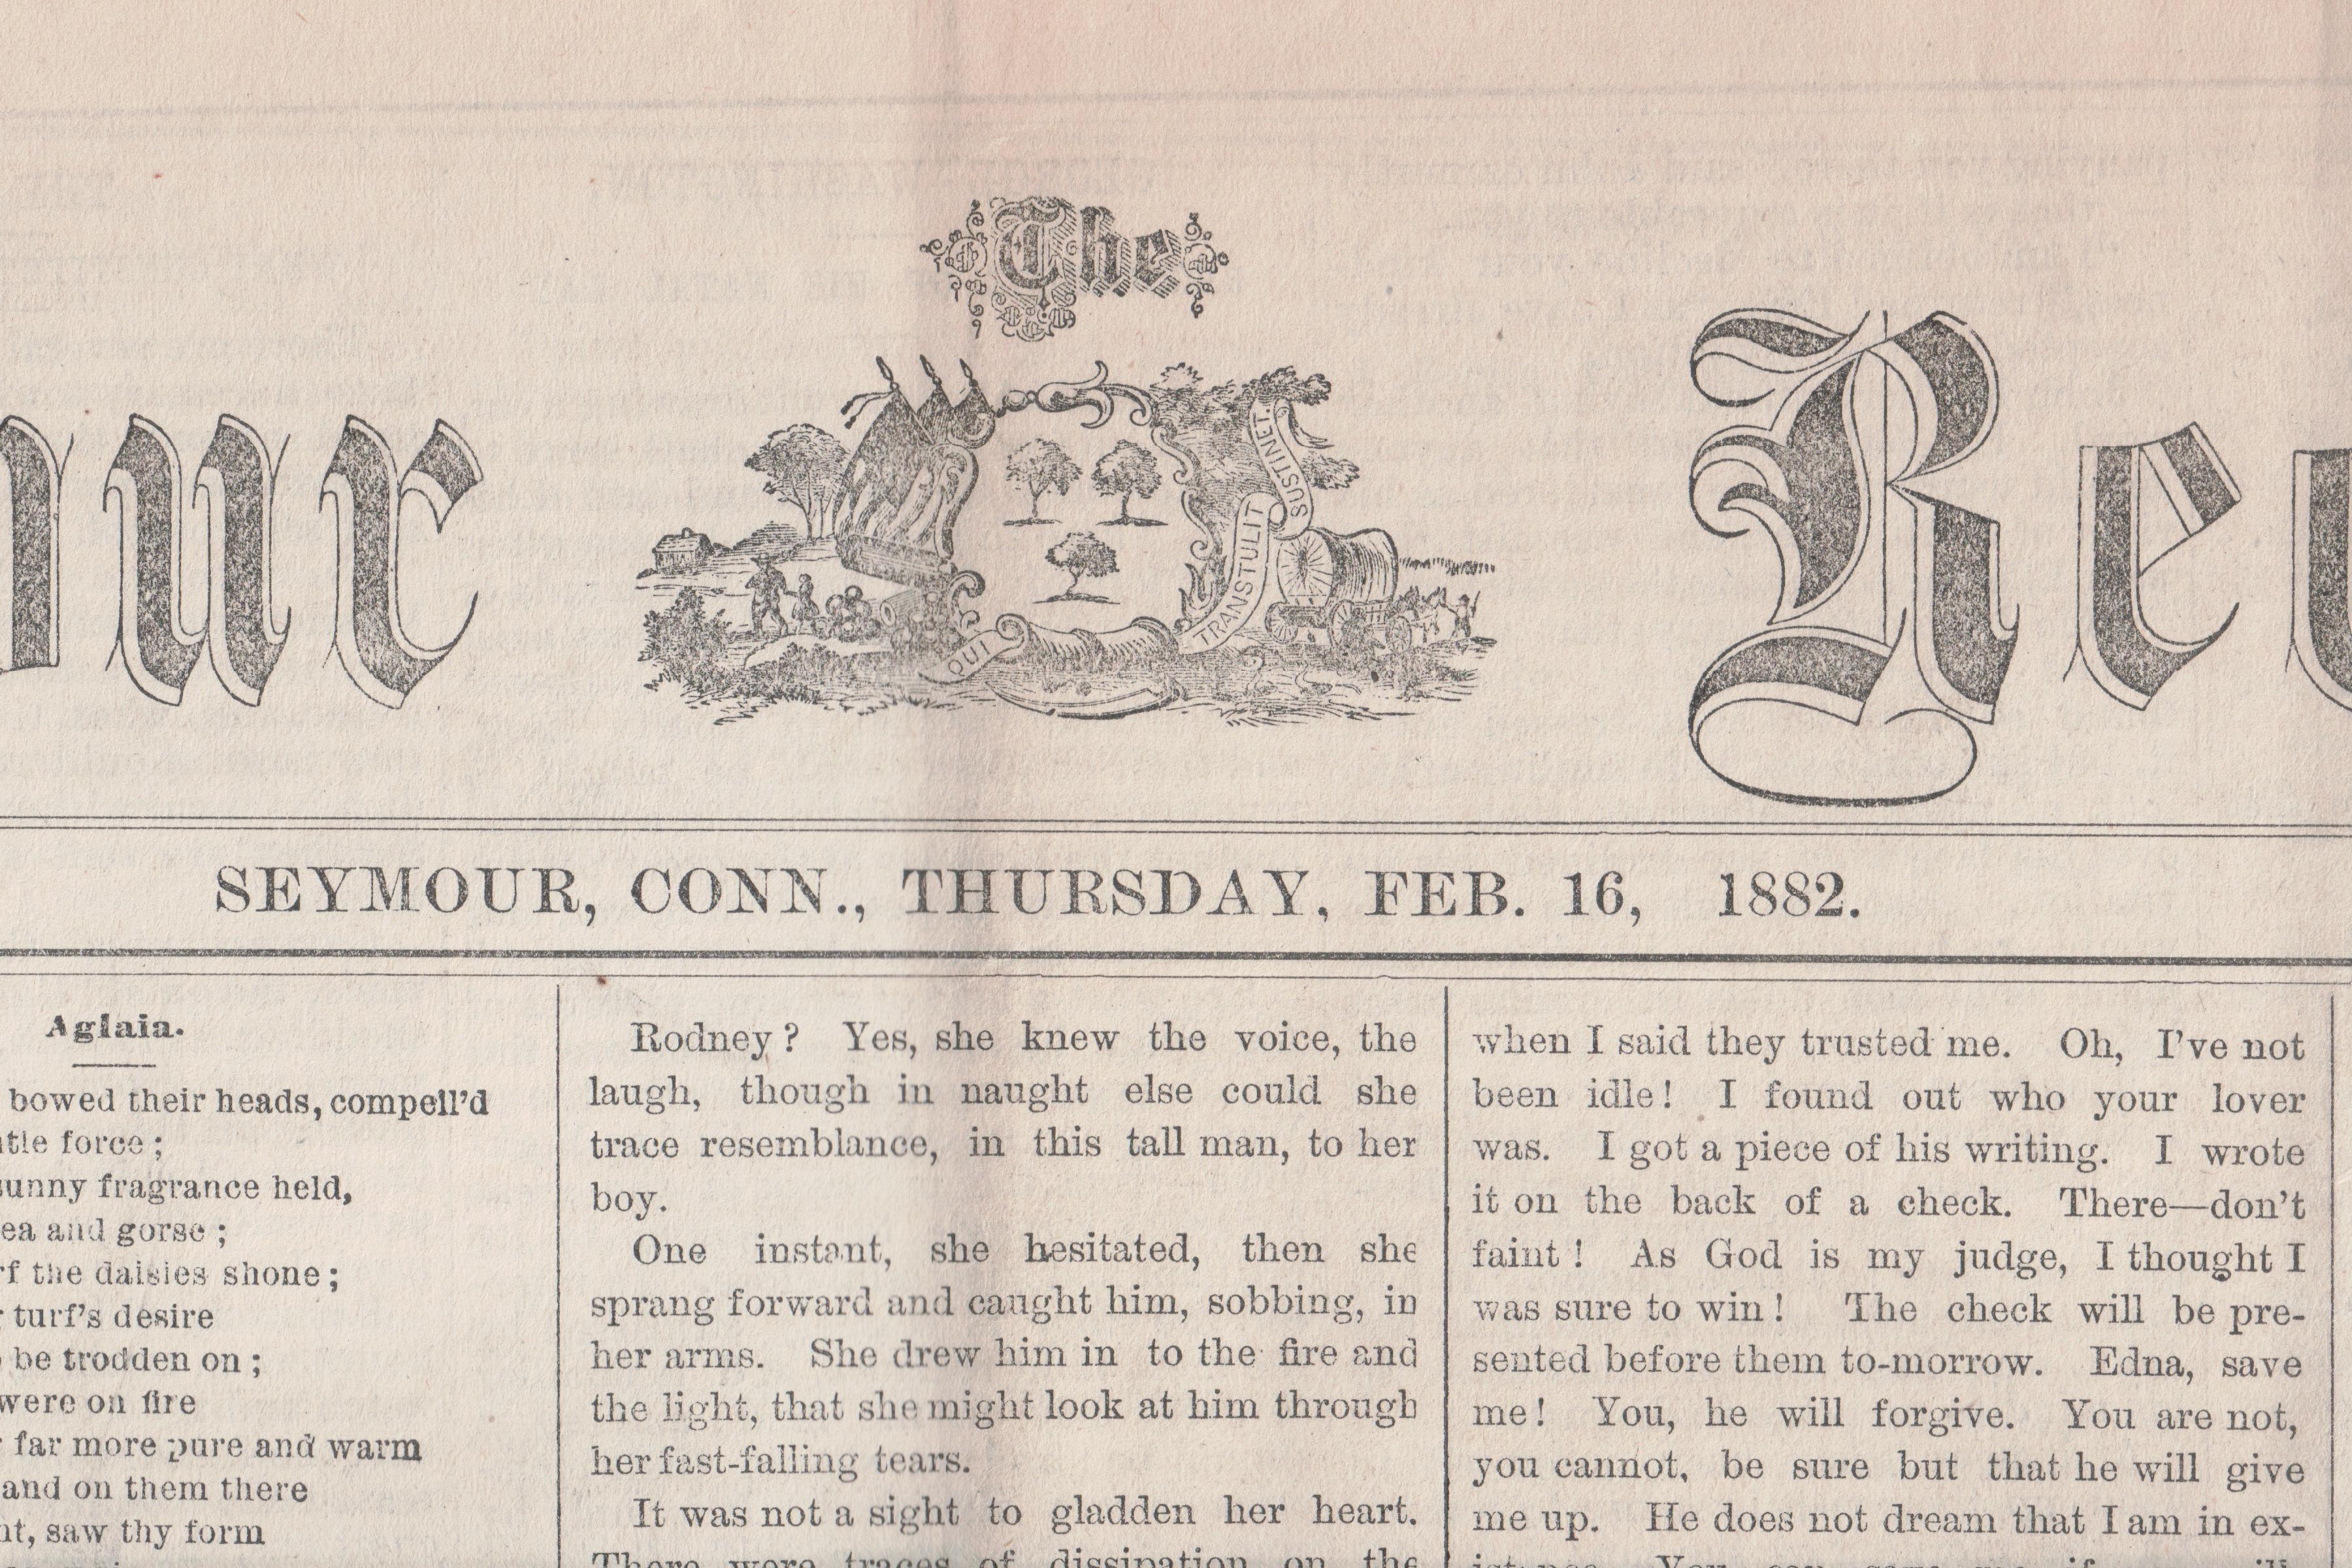 The
our
Re
QUI
TRANSTULIT
SUSTINET
SEYMOUR, CONN., THURSDAY, FEB. 16, 1882.
Aglaia.
bowed their heads, compell'd
tle force ;
sunny fragrance held,
ea and gorse ;
rf the daisies shone ;
turf's desire
be trodden on ;
were on fire
far more pure and warm
and on them there
nt, saw thy form
Rodney ? Yes, she knew the voice, the
laugh, though in naught else could she
trace resemblance, in this tall man, to her
boy.
One instant, she hesitated, then she
sprang forward and caught him, sobbing, in
her arms. She drew him in to the fire and
the light, that she might look at him through
her fast-falling tears.
It was not a sight to gladden her heart.
There were traces of dissipation on the
when I said they trusted me. Oh, I've not
been idle! I found out who your lover
was. I got a piece of his writing. I wrote
it on the back of a check. There—don't
faint ! As God is my judge, I thought I
was sure to win ! The check will be pre-
sented before them to-morrow. Edna, save
me ! You, he will forgive. You are not,
you cannot, be sure but that he will give
me up. He does not dream that I am in ex-